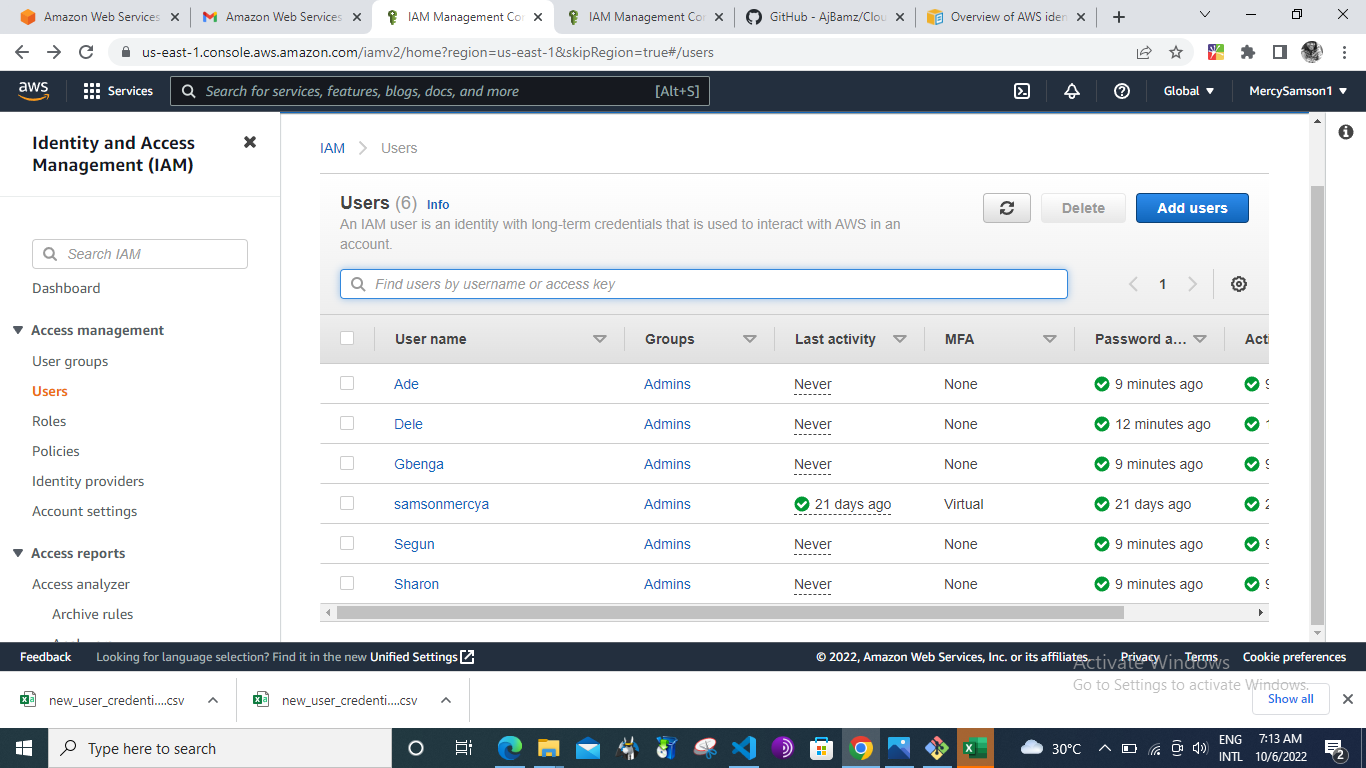 Amazon Web Services
Amazon Web Services
IAM Management Co
IAM Management Co
GitHub - AjBamz/Clou
Overview of AWS iden
us-east-1.console.aws.amazon.com/iamv2/home?region=us-east-1&skipRegion=true#/users
aws
Services
Search for services, features, blogs, docs, and more
[Alt+S]
Global
MercySamson1
Identity and Access
Management (IAM)
Search IAM
Dashboard
Access management
User groups
Users
Roles
Policies
Identity providers
Account settings
Access reports
Access analyzer
Archive rules
IAM
Users
Users (6) Info
An IAM user is an identity with long-term credentials that is used to interact with AWS in an
account.
Delete
Add users
Find users by username or access key
1
User name Groups Last activity MFA Password a... Acti
Ade Admins Never None 9 minutes ago 9
Dele Admins Never None 12 minutes ago 1
Gbenga Admins Never None 9 minutes ago 9
samsonmercya Admins 21 days ago Virtual 21 days ago 2
Segun Admins Never None 9 minutes ago 9
Sharon Admins Never None 9 minutes ago 9
Feedback
Looking for language selection? Find it in the new Unified Settings
© 2022, Amazon Web Services, Inc. or its affiliates.
Privacy
Terms
Cookie preferences
Activate Windows
Go to Settings to activate Windows.
new_user_credenti....csv
new_user_credenti....csv
Show all
Type here to search
30°C
ENG
INTL
7:13 AM
10/6/2022
2